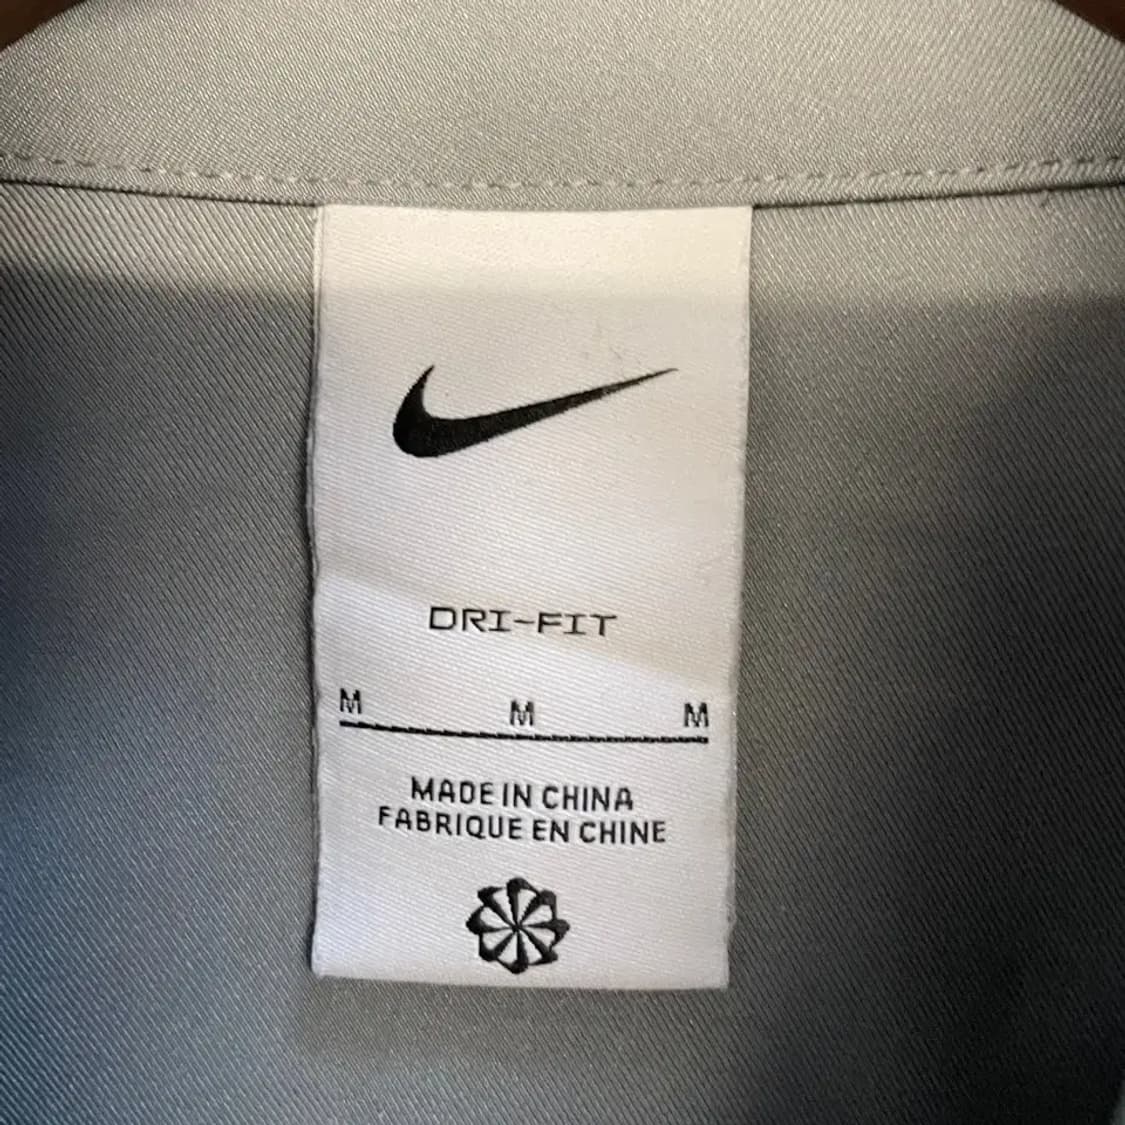 DRI-FIT
M M M
MADE IN CHINA
FABRIQUE EN CHINE